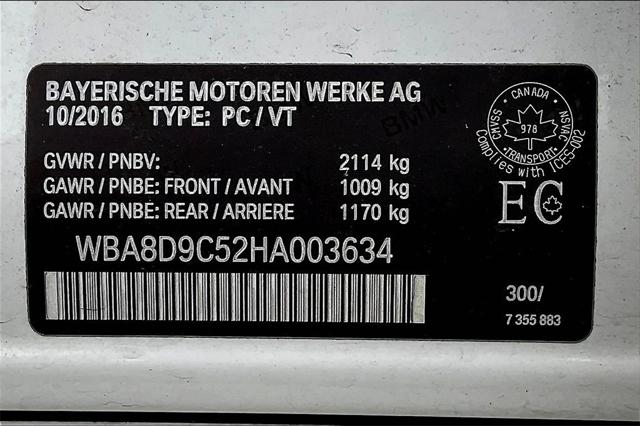 BAYERISCHE MOTOREN WERKE AG
10/2016 TYPE: PC / VT
GVWR / PNBV: 2114 kg
GAWR / PNBE: FRONT / AVANT 1009 kg
GAWR / PNBE: REAR / ARRIERE 1170 kg
WBA8D9C52HA003634
CANADA
CMVSS
NSVAC
978
TRANSPORT
Complies with ICES-002
EC
300/
7 355 883
BMW